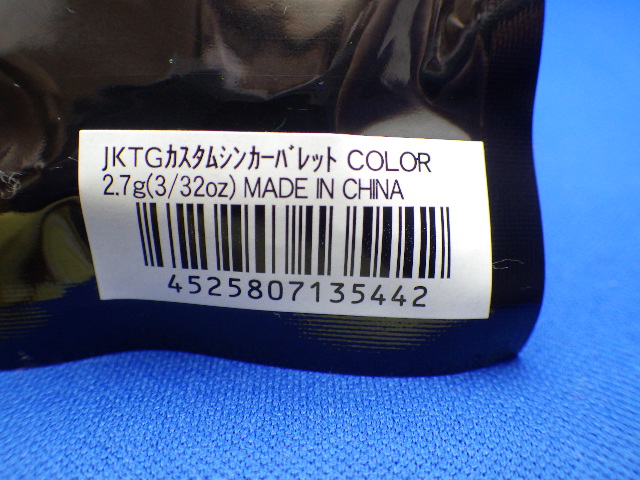 JKTGｶｽﾀﾑｼﾝｶｰﾊﾞﾚｯﾄ COLOR
2.7g(3/32oz) MADE IN CHINA
4525807135442